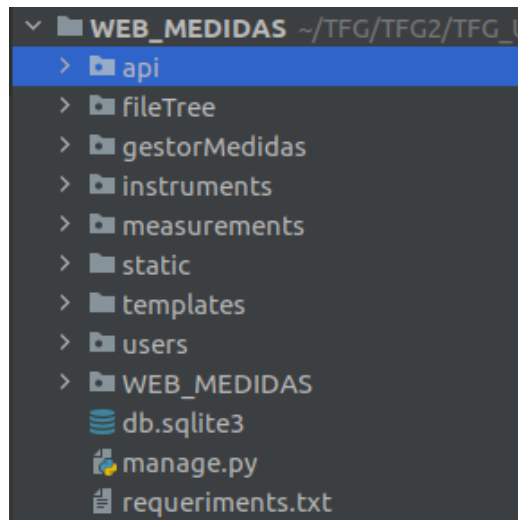 WEB_MEDIDAS ~/TFG/TFG2/TFG_
api
fileTree
gestorMedidas
instruments
measurements
static
templates
users
WEB_MEDIDAS
db.sqlite3
manage.py
requeriments.txt